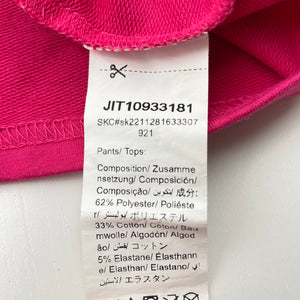 JIT10933181
SKC#sk2211281633307
921
Pants/ Tops:
Composition/ Zusamme
nsetzung/ Composición/
Composição/ تكوين/ 成分:
62% Polyester/ Poliéste
r/ بوليستر/ ポリエステル
33% Cotton/ Coton/ Bau
mwolle/ Algodón/ Algod
ão/ قطن/ コットン
5% Elastane/ Élasthann
e/ Elasthan/ Elastano/ إي
لاستين/ エラスタン